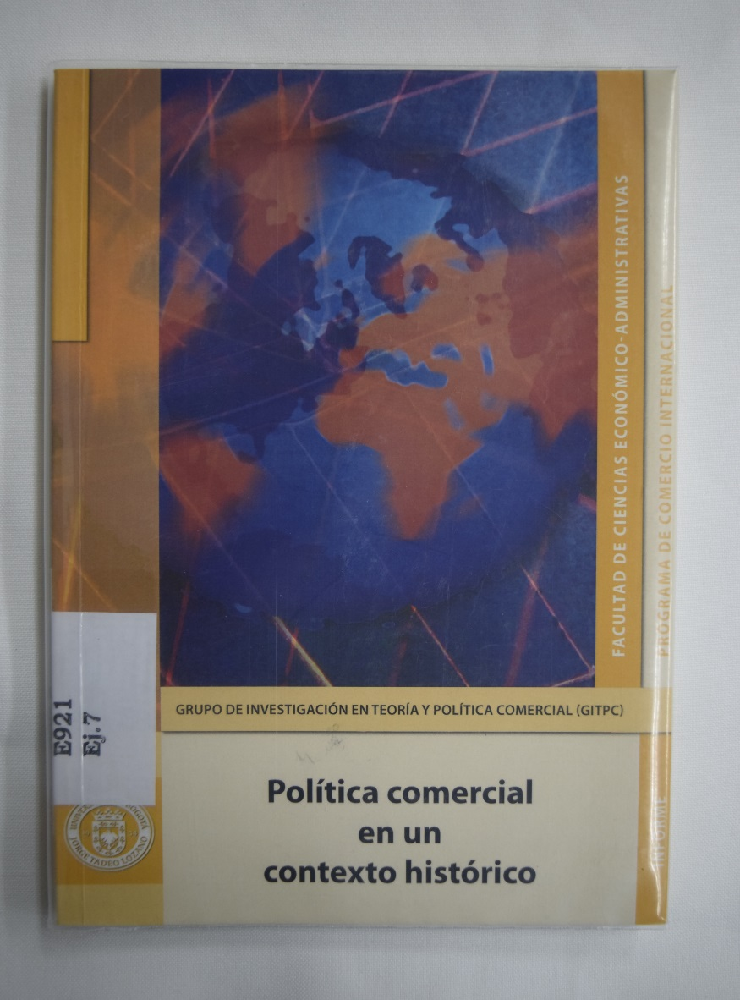 FACULTAD DE CIENCIAS ECONÓMICO-ADMINISTRATIVAS
PROGRAMA DE COMERCIO INTERNACIONAL
GRUPO DE INVESTIGACIÓN EN TEORÍA Y POLÍTICA COMERCIAL (GITPC)
E921
Ej.7
Política comercial
en un
contexto histórico
INFORME
BOGOTA
JORGE TADEO LOZANO